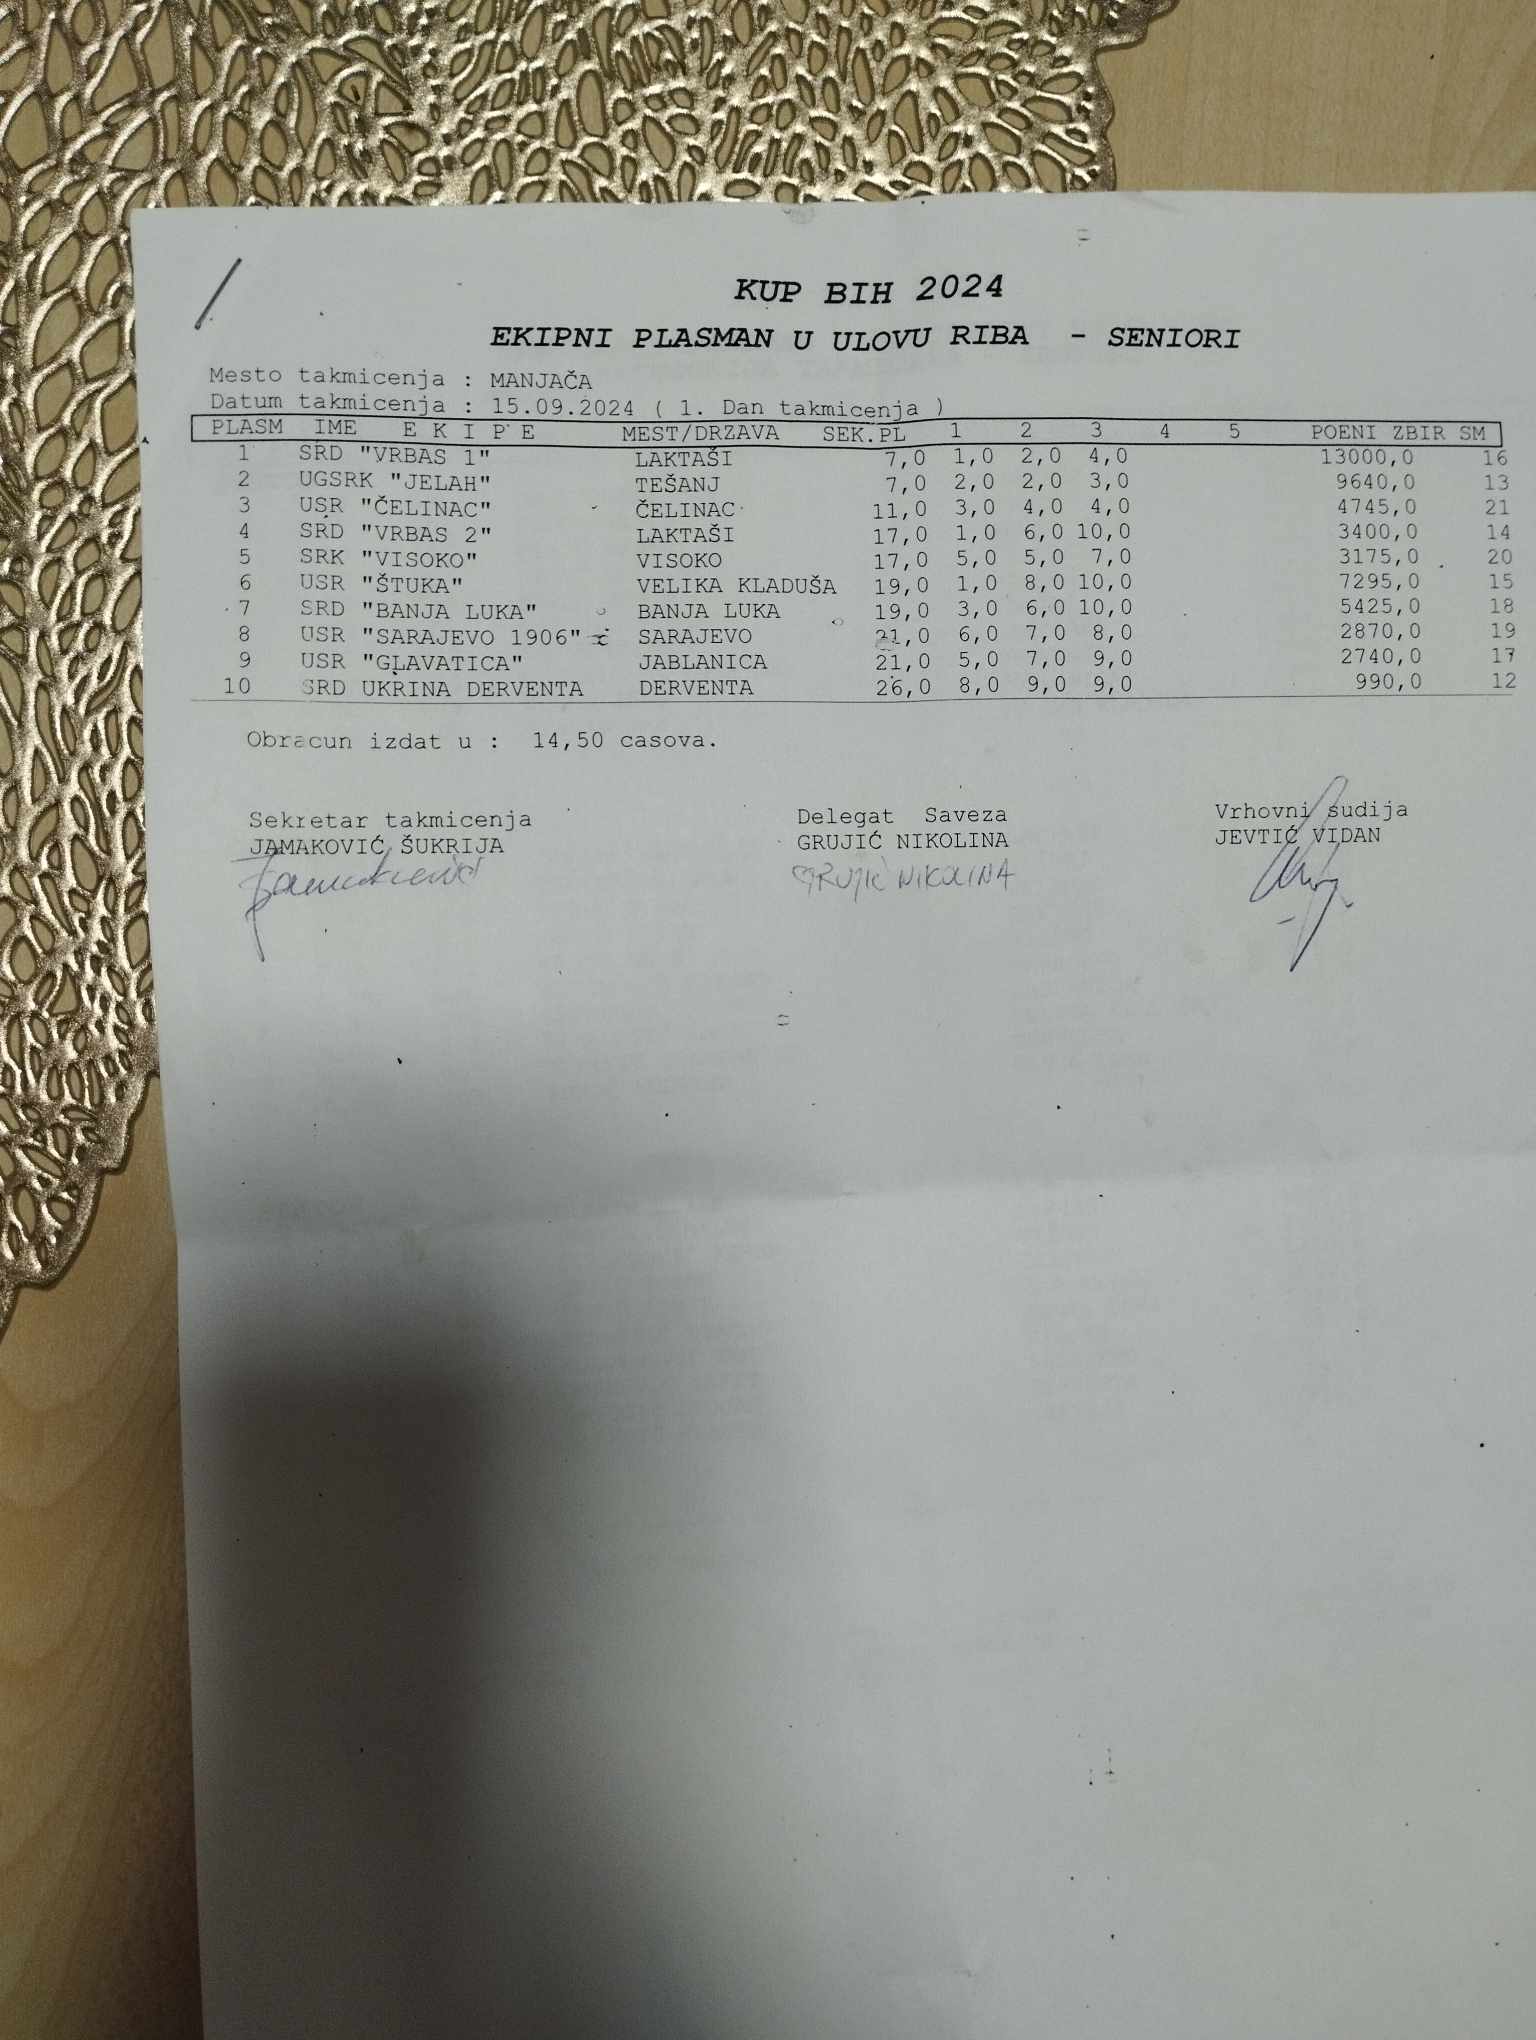 KUP BIH 2024
EKIPNI PLASMAN U ULOVU RIBA - SENIORI
Mesto takmicenja : MANJAČA
Datum takmicenja : 15.09.2024 ( 1. Dan takmicenja )
PLASM IME E K I P E MEST/DRZAVA SEK.PL 1 2 3 4 5 POENI ZBIR SM
1 SRD "VRBAS 1" LAKTAŠI 7,0 1,0 2,0 4,0 13000,0 16
2 UGSRK "JELAH" TEŠANJ 7,0 2,0 2,0 3,0 9640,0 13
3 USR "ČELINAC" ČELINAC 11,0 3,0 4,0 4,0 4745,0 21
4 SRD "VRBAS 2" LAKTAŠI 17,0 1,0 6,0 10,0 3400,0 14
5 SRK "VISOKO" VISOKO 17,0 5,0 5,0 7,0 3175,0 20
6 USR "ŠTUKA" VELIKA KLADUŠA 19,0 1,0 8,0 10,0 7295,0 15
7 SRD "BANJA LUKA" BANJA LUKA 19,0 3,0 6,0 10,0 5425,0 18
8 USR "SARAJEVO 1906" SARAJEVO 21,0 6,0 7,0 8,0 2870,0 19
9 USR "GLAVATICA" JABLANICA 21,0 5,0 7,0 9,0 2740,0 17
10 SRD UKRINA DERVENTA DERVENTA 26,0 8,0 9,0 9,0 990,0 12
Obracun izdat u : 14,50 casova.
Sekretar takmicenja Delegat Saveza Vrhovni sudija
JAMAKOVIĆ ŠUKRIJA GRUJIĆ NIKOLINA JEVTIĆ VIDAN
GRUJIĆ NIKOLINA